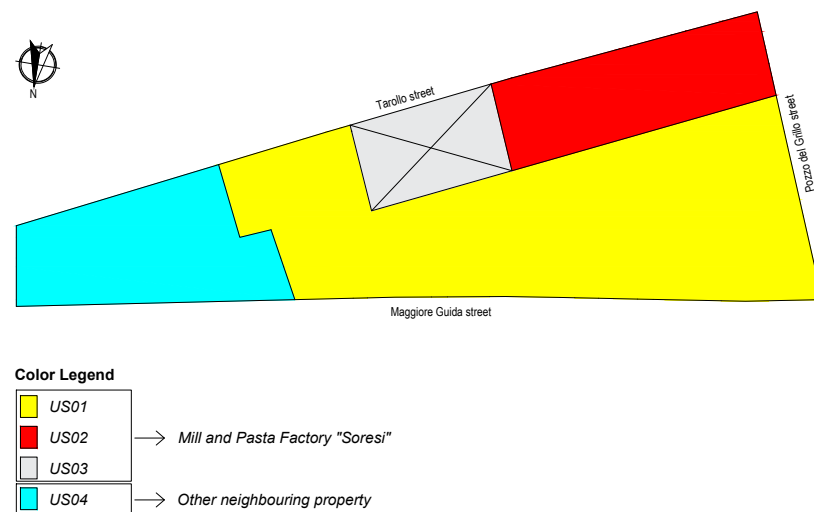 Tarollo street
N
Pozzo del Grillo street
Maggiore Guida street
Color Legend
US01
US02
Mill and Pasta Factory "Soresi"
US03
US04
Other neighbouring property